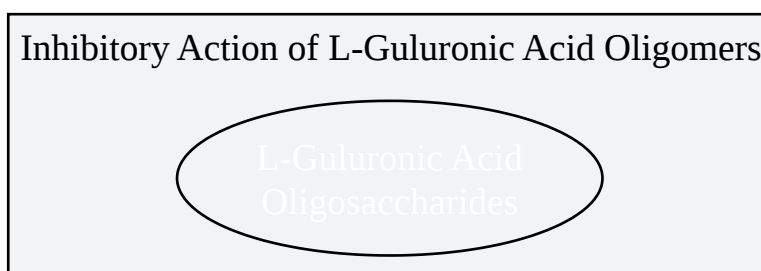 Inhibitory Action of L-Guluronic Acid Oligomers
L-Guluronic Acid
Oligosaccharides